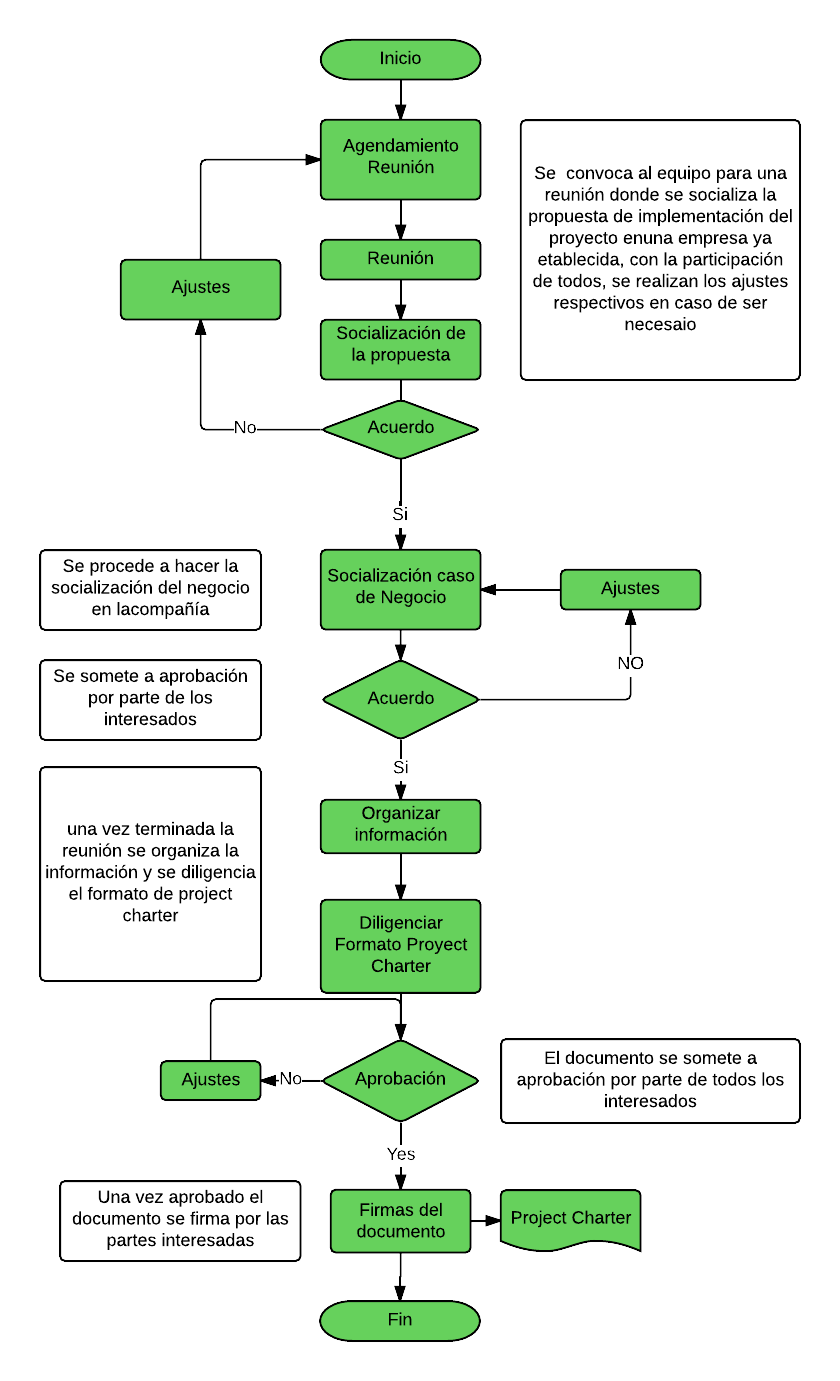 Inicio
Agendamiento
Reunión
Se  convoca al equipo para una
reunión donde se socializa la
propuesta de implementación del
proyecto enuna empresa ya
etablecida, con la participación
de todos, se realizan los ajustes
respectivos en caso de ser
necesaio
Reunión
Ajustes
Socialización de
la propuesta
Acuerdo
No
Si
Se procede a hacer la
socialización del negocio
en lacompañía
Socialización caso
de Negocio
Ajustes
NO
Se somete a aprobación
por parte de los
interesados
Acuerdo
Si
Organizar
información
una vez terminada la
reunión se organiza la
información y se diligencia
el formato de project
charter
Diligenciar
Formato Proyect
Charter
Ajustes
No
Aprobación
El documento se somete a
aprobación por parte de todos los
interesados
Yes
Una vez aprobado el
documento se firma por las
partes interesadas
Firmas del
documento
Project Charter
Fin